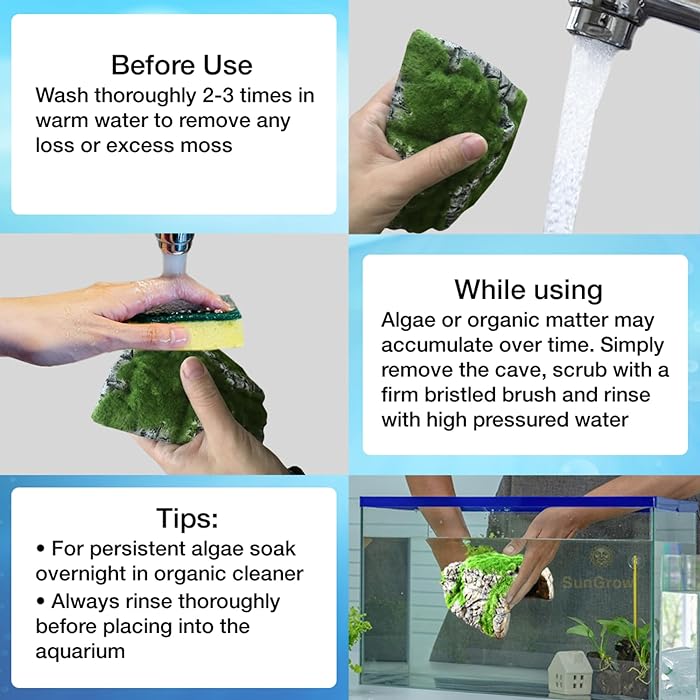 Before Use
Wash thoroughly 2-3 times in
warm water to remove any
loss or excess moss
While using
Algae or organic matter may
accumulate over time. Simply
remove the cave, scrub with a
firm bristled brush and rinse
with high pressured water
Tips:
• For persistent algae soak
overnight in organic cleaner
• Always rinse thoroughly
before placing into the
aquarium
SunGrow